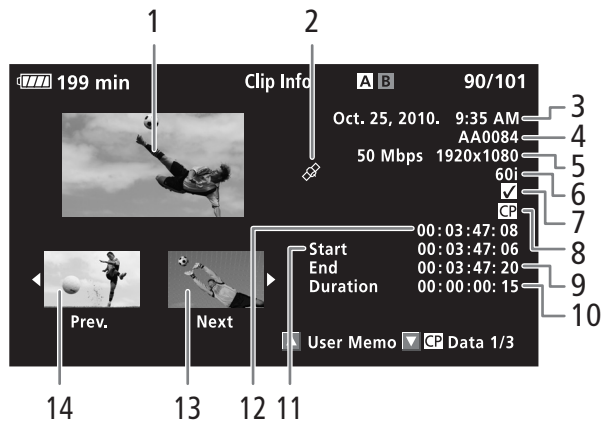 1 2
199 min Clip Info A B 90/101
Oct. 25, 2010. 9:35 AM 3
AA0084 4
50 Mbps 1920x1080 5
60i 6
7
CP 8
12 00:03:47:08
11 Start 00:03:47:06
End 00:03:47:20 9
Duration 00:00:00:15 10
Prev. Next
User Memo CP Data 1/3
14 13 12 11